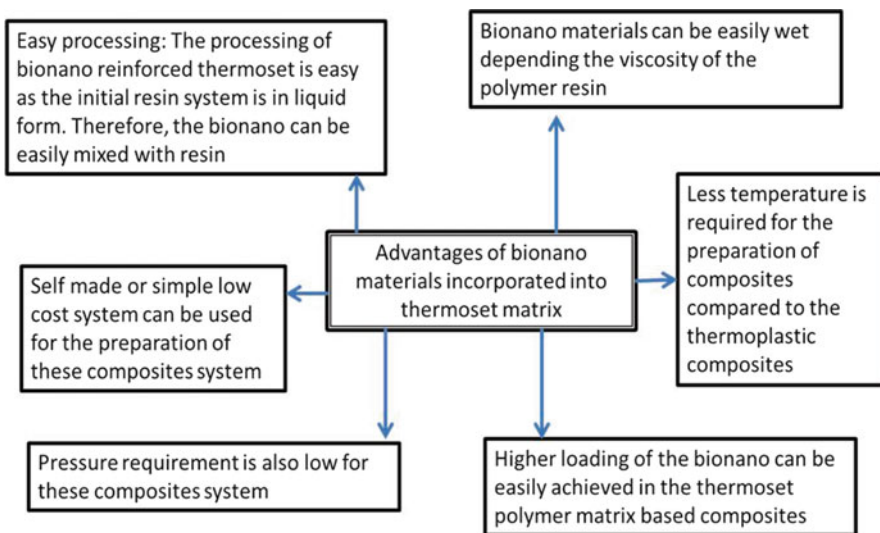 Easy processing: The processing of
bionano reinforced thermoset is easy
as the initial resin system is in liquid
form. Therefore, the bionano can be
easily mixed with resin
Bionano materials can be easily wet
depending the viscosity of the
polymer resin
Less temperature is
required for the
preparation of
composites
compared to the
thermoplastic
composites
Advantages of bionano
materials incorporated into
thermoset matrix
Self made or simple low
cost system can be used
for the preparation of
these composites system
Pressure requirement is also low for
these composites system
Higher loading of the bionano can be
easily achieved in the thermoset
polymer matrix based composites